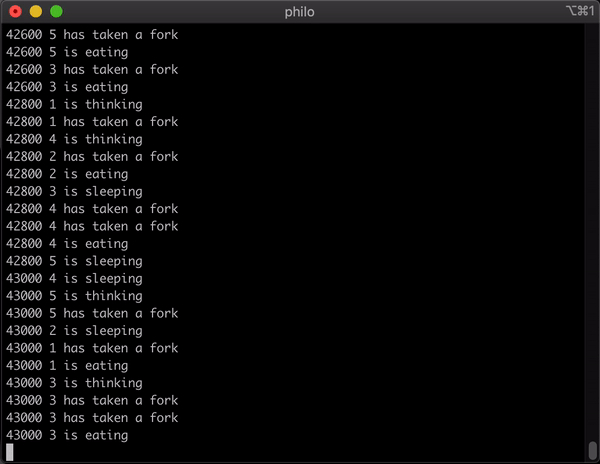 philo
⌥⌘1
42600 5 has taken a fork
42600 5 is eating
42600 3 has taken a fork
42600 3 is eating
42800 1 is thinking
42800 1 has taken a fork
42800 4 is thinking
42800 2 has taken a fork
42800 2 is eating
42800 3 is sleeping
42800 4 has taken a fork
42800 4 has taken a fork
42800 4 is eating
42800 5 is sleeping
43000 4 is sleeping
43000 5 is thinking
43000 5 has taken a fork
43000 2 is sleeping
43000 1 has taken a fork
43000 1 is eating
43000 3 is thinking
43000 3 has taken a fork
43000 3 has taken a fork
43000 3 is eating